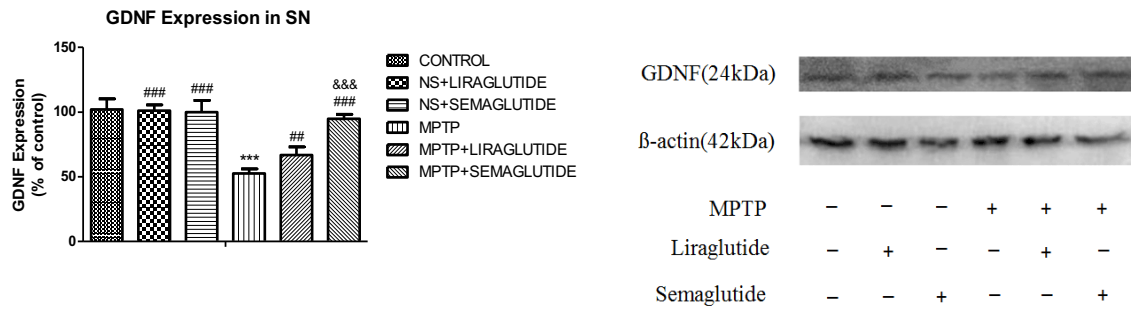 GDNF Expression in SN
GDNF Expression
(% of control)
150
100
50
0
###
###
***
##
&&&
###
CONTROL
NS+LIRAGLUTIDE
NS+SEMAGLUTIDE
MPTP
MPTP+LIRAGLUTIDE
MPTP+SEMAGLUTIDE
GDNF(24kDa)
ß-actin(42kDa)
MPTP − − − + + +
Liraglutide − + − − + −
Semaglutide − − + − − +